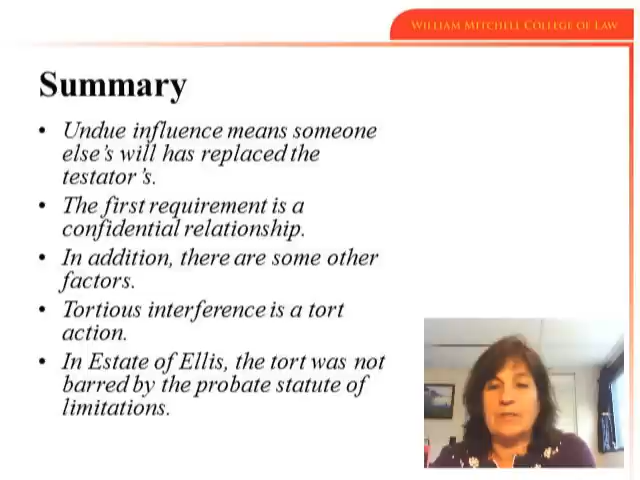 WILLIAM MITCHELL COLLEGE OF LAW
Summary
• Undue influence means someone
else's will has replaced the
testator's.
• The first requirement is a
confidential relationship.
• In addition, there are some other
factors.
• Tortious interference is a tort
action.
• In Estate of Ellis, the tort was not
barred by the probate statute of
limitations.